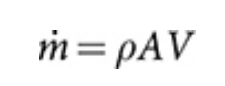 ṁ = ρAV